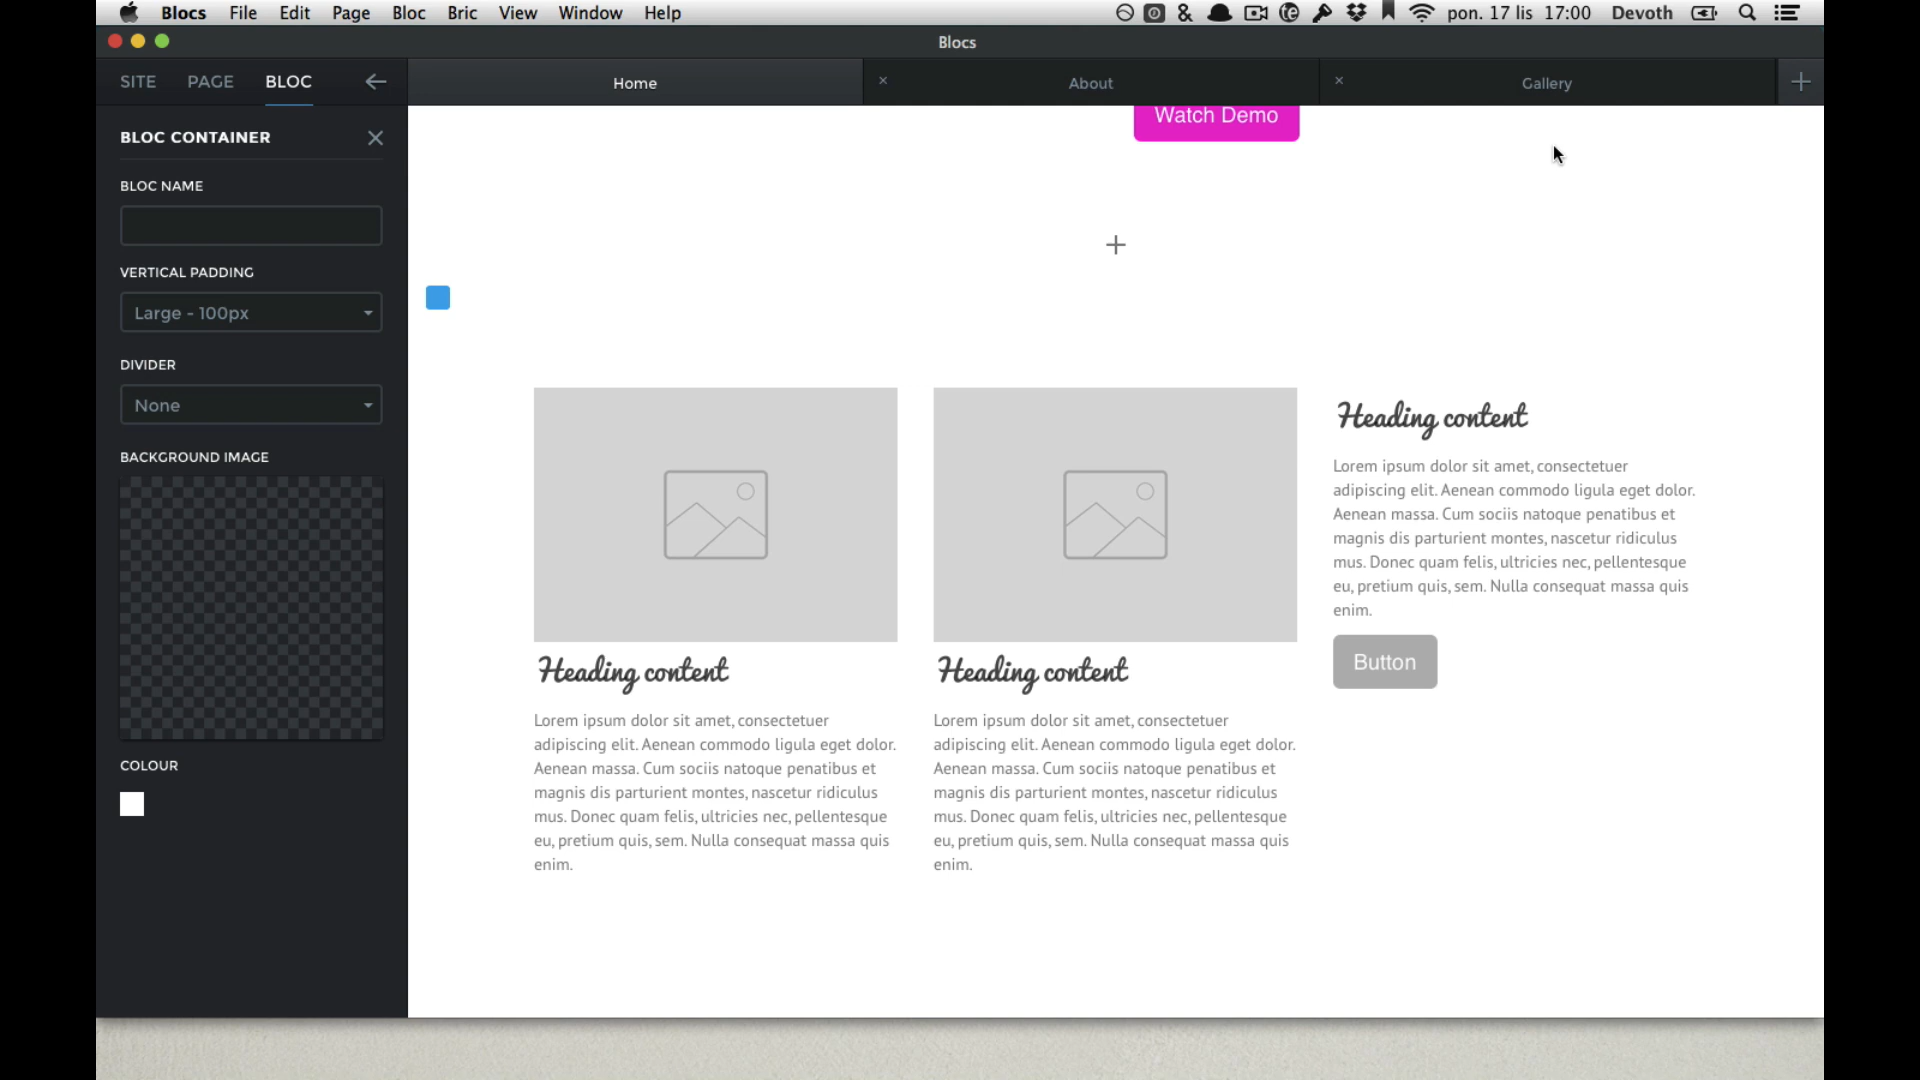 Blocs File Edit Page Bloc Bric View Window Help
pon. 17 lis 17:00 Devoth
Blocs
SITE PAGE BLOC
Home
About
Gallery
BLOC CONTAINER
BLOC NAME
VERTICAL PADDING
Large - 100px
DIVIDER
None
BACKGROUND IMAGE
COLOUR
Watch Demo
Heading content
Lorem ipsum dolor sit amet, consectetuer
adipiscing elit. Aenean commodo ligula eget dolor.
Aenean massa. Cum sociis natoque penatibus et
magnis dis parturient montes, nascetur ridiculus
mus. Donec quam felis, ultricies nec, pellentesque
eu, pretium quis, sem. Nulla consequat massa quis
enim.
Heading content
Lorem ipsum dolor sit amet, consectetuer
adipiscing elit. Aenean commodo ligula eget dolor.
Aenean massa. Cum sociis natoque penatibus et
magnis dis parturient montes, nascetur ridiculus
mus. Donec quam felis, ultricies nec, pellentesque
eu, pretium quis, sem. Nulla consequat massa quis
enim.
Heading content
Lorem ipsum dolor sit amet, consectetuer
adipiscing elit. Aenean commodo ligula eget dolor.
Aenean massa. Cum sociis natoque penatibus et
magnis dis parturient montes, nascetur ridiculus
mus. Donec quam felis, ultricies nec, pellentesque
eu, pretium quis, sem. Nulla consequat massa quis
enim.
Button